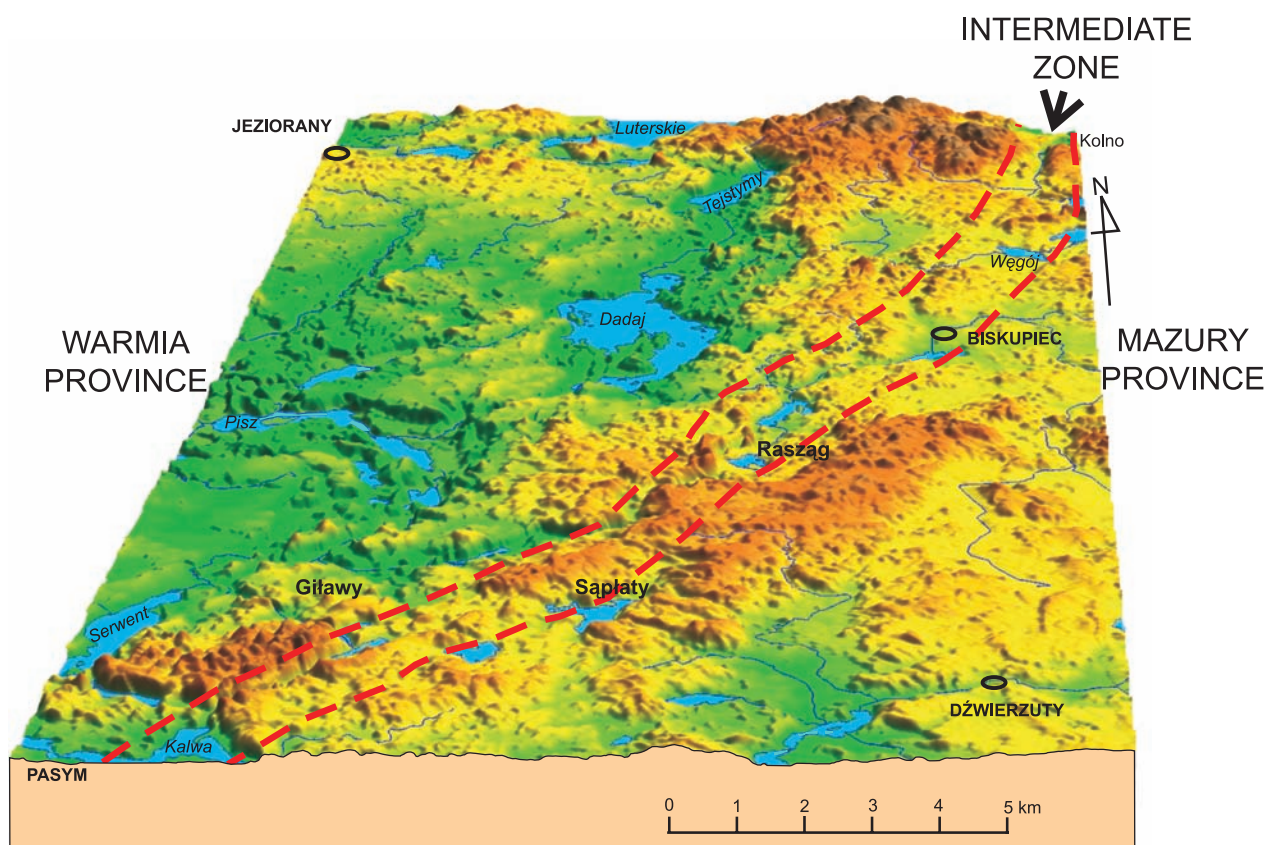 INTERMEDIATE
ZONE
JEZIORANY
Luterskie
Kolno
Tejstymy
N
Węgój
Dadaj
BISKUPIEC
WARMIA
PROVINCE
MAZURY
PROVINCE
Pisz
Rasząg
Giławy
Sąpłaty
Serwent
DŹWIERZUTY
Kalwa
PASYM
0 1 2 3 4 5 km